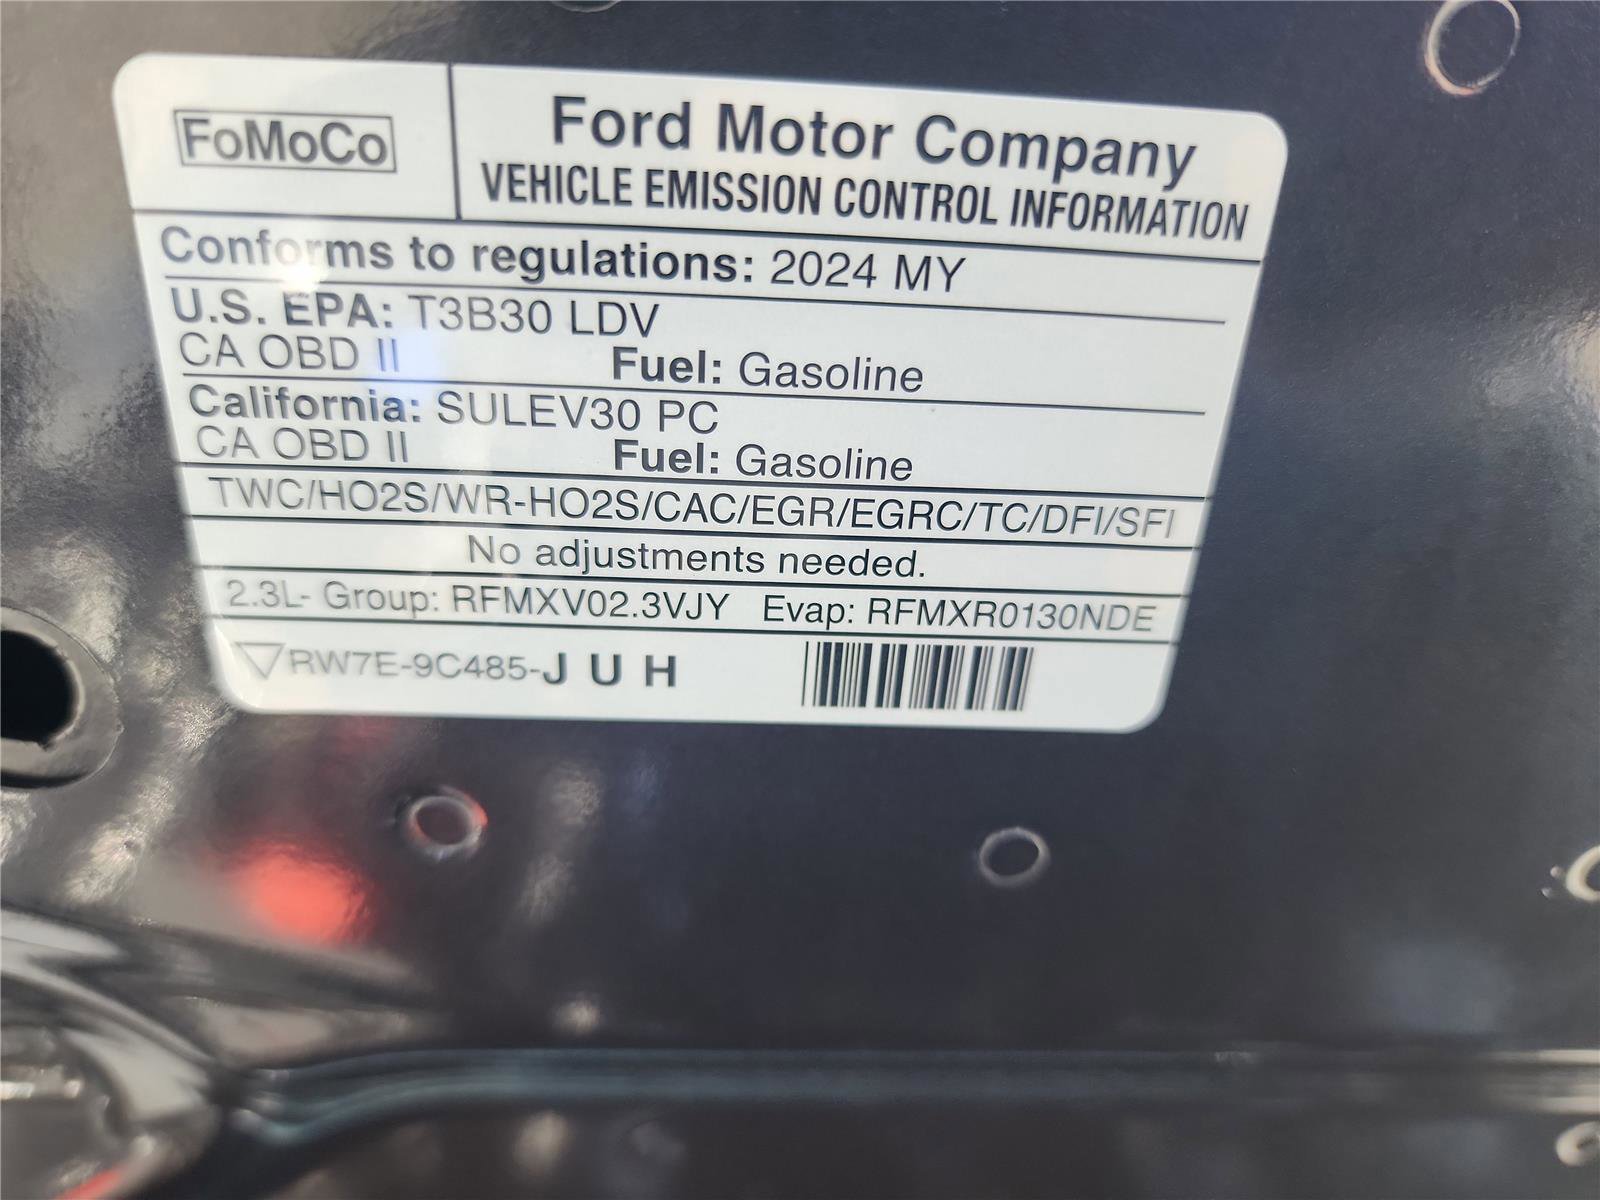 FoMoCo
Ford Motor Company
VEHICLE EMISSION CONTROL INFORMATION
Conforms to regulations: 2024 MY
U.S. EPA: T3B30 LDV
CA OBD II Fuel: Gasoline
California: SULEV30 PC
CA OBD II Fuel: Gasoline
TWC/HO2S/WR-HO2S/CAC/EGR/EGRC/TC/DFI/SFI
No adjustments needed.
2.3L- Group: RFMXV02.3VJY Evap: RFMXR0130NDE
RW7E-9C485-J U H